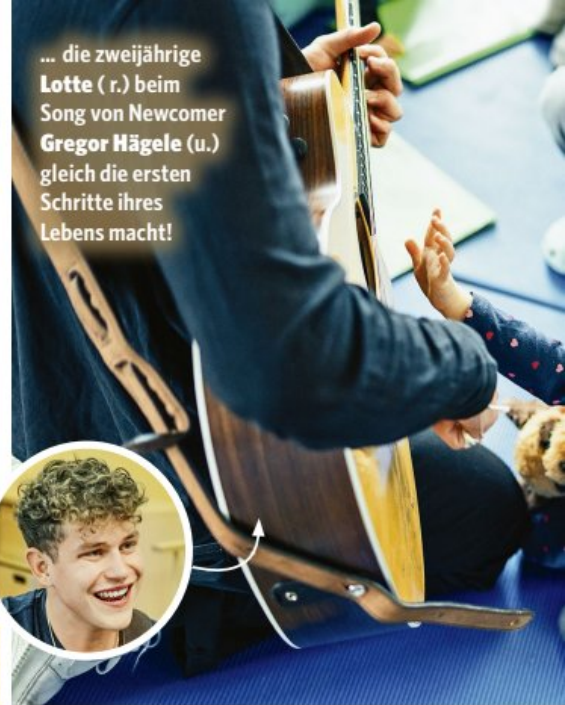 ... die zweijährige
Lotte ( r.) beim
Song von Newcomer
Gregor Hägele (u.)
gleich die ersten
Schritte ihres
Lebens macht!